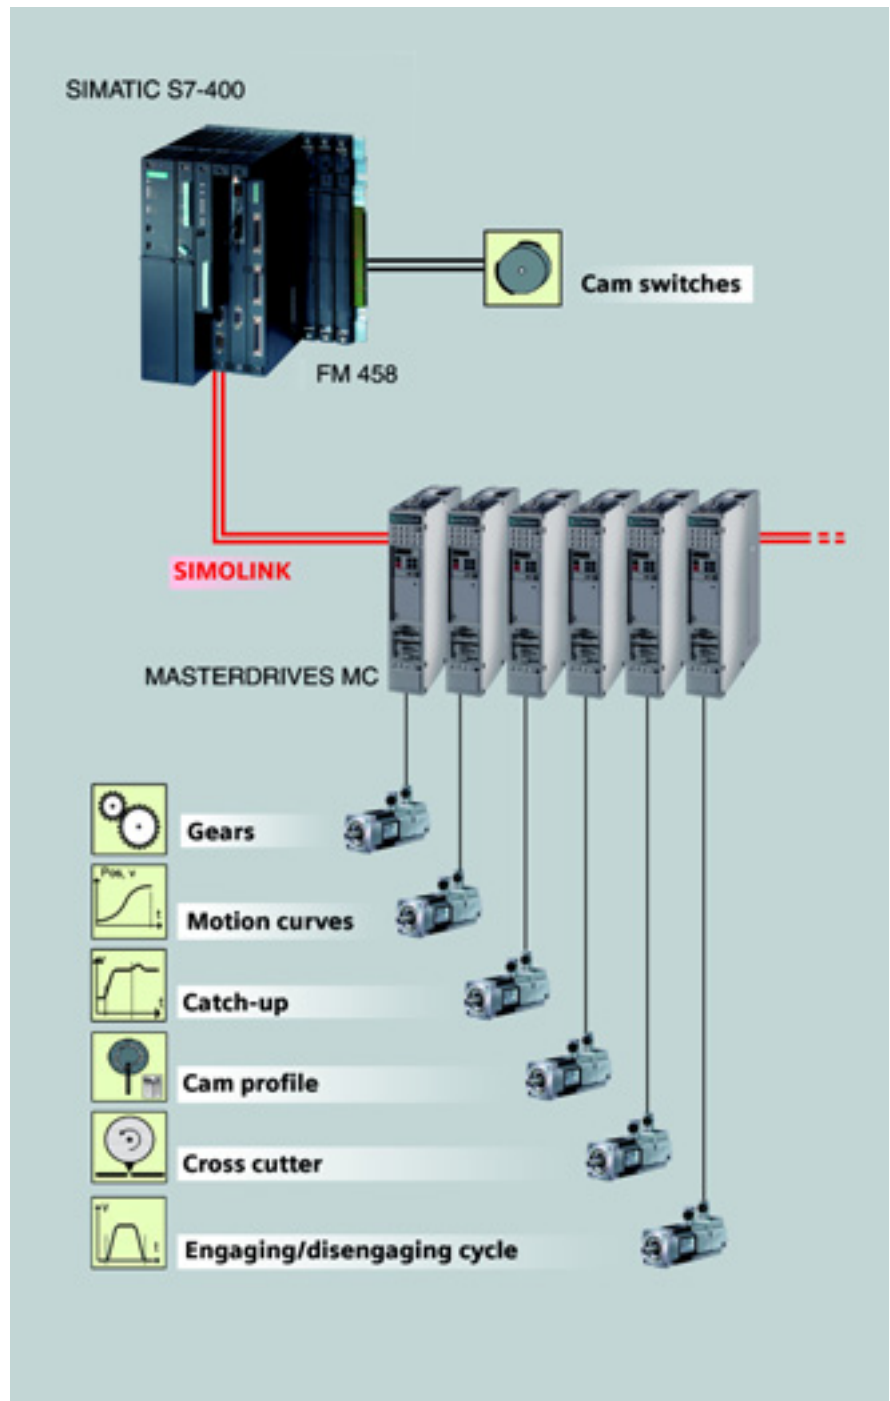 SIMATIC S7-400
Cam switches
FM 458
SIMOLINK
MASTERDRIVES MC
Gears
Pos, v
t
Motion curves
t
Catch-up
Cam profile
Cross cutter
v
t
Engaging/disengaging cycle